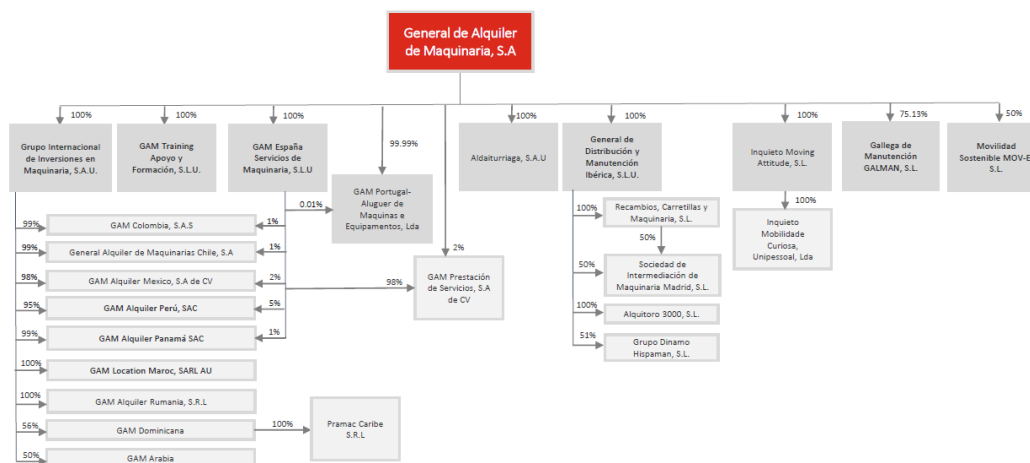 General de Alquiler
de Maquinaria, S.A
100%
100%
100%
99.99%
100%
100%
100%
75.13%
50%
Grupo Internacional
de Inversiones en
Maquinaria, S.A.U.
GAM Training
Apoyo y
Formación, S.L.U.
GAM España
Servicios de
Maquinaria, S.L.U
Aldaiturriaga, S.A.U
General de
Distribución y
Manutención
Ibérica, S.L.U.
Inquieto Moving
Attitude, S.L.
Gallega de
Manutención
GALMAN, S.L.
Movilidad
Sostenible MOV-E
S.L.
0.01%
GAM Portugal-
Aluguer de
Maquinas e
Equipamentos, Lda
99%
GAM Colombia, S.A.S
1%
99%
General Alquiler de Maquinarias Chile, S.A
1%
98%
GAM Alquiler Mexico, S.A de CV
2%
98%
2%
GAM Prestación
de Servicios, S.A
de CV
95%
GAM Alquiler Perú, SAC
5%
99%
GAM Alquiler Panamá SAC
1%
100%
GAM Location Maroc, SARL AU
100%
GAM Alquiler Rumania, S.R.L
56%
GAM Dominicana
100%
Pramac Caribe
S.R.L
50%
GAM Arabia
100%
Recambios, Carretillas y
Maquinaria, S.L.
50%
50%
Sociedad de
Intermediación de
Maquinaria Madrid, S.L.
100%
Alquitoro 3000, S.L.
51%
Grupo Dinamo
Hispaman, S.L.
100%
Inquieto
Mobilidade
Curiosa,
Unipessoal, Lda